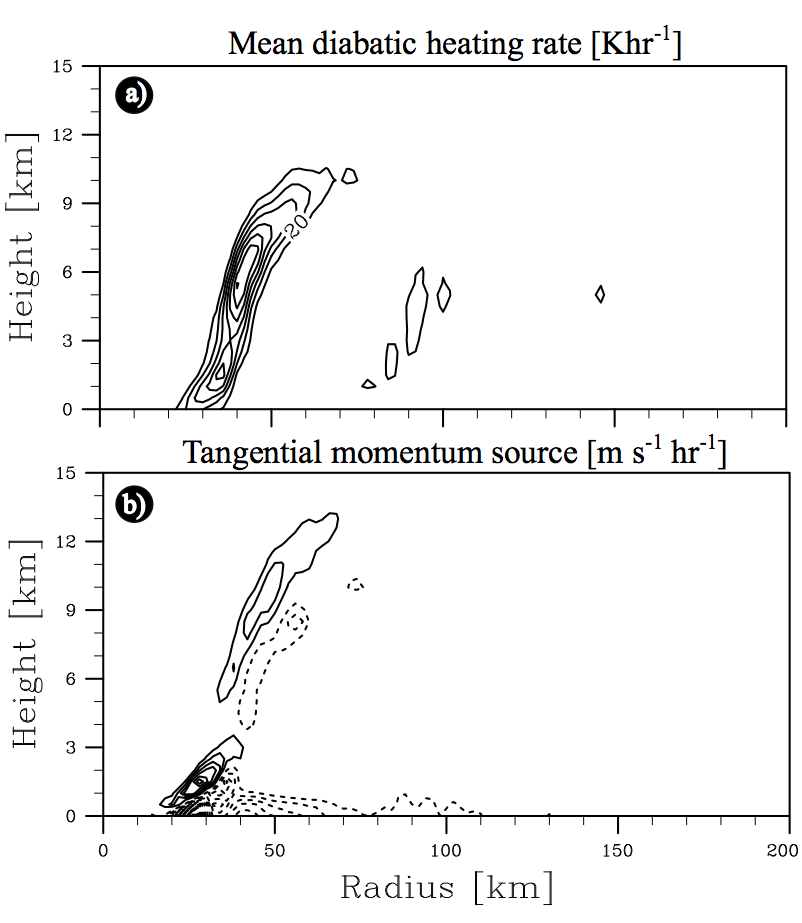 Mean diabatic heating rate [Khr-1]
15
a)
12
9
20
6
3
0
Height [km]
Tangential momentum source [m s-1 hr-1]
15
b)
12
9
6
3
0
Height [km]
0 50 100 150 200
Radius [km]